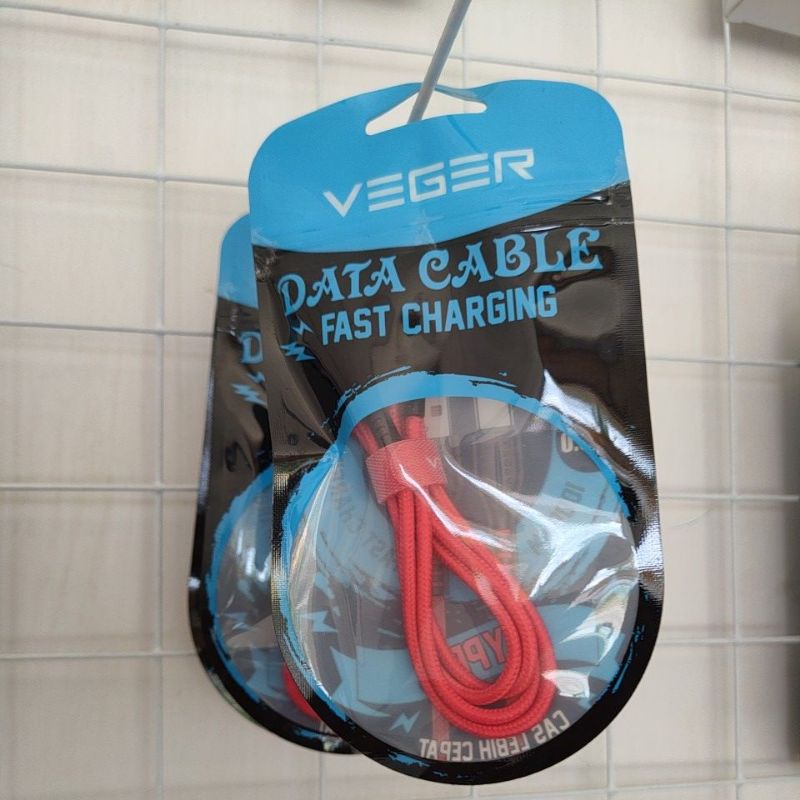 VEGER
DATA CABLE
FAST CHARGING
CAS LEBIH CEPAT